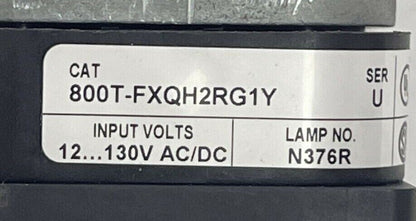 CAT
800T-FXQH2RG1Y
SER
U
INPUT VOLTS
12...130V AC/DC
LAMP NO.
N376R